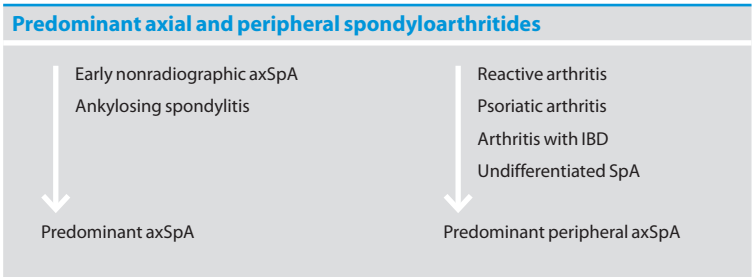 Predominant axial and peripheral spondyloarthritides
Early nonradiographic axSpA
Ankylosing spondylitis
Predominant axSpA
Reactive arthritis
Psoriatic arthritis
Arthritis with IBD
Undifferentiated SpA
Predominant peripheral axSpA